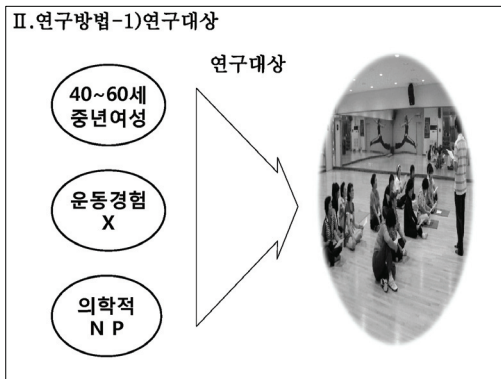 Ⅱ.연구방법-1)연구대상
연구대상
40~60세
중년여성
운동경험
X
의학적
N P